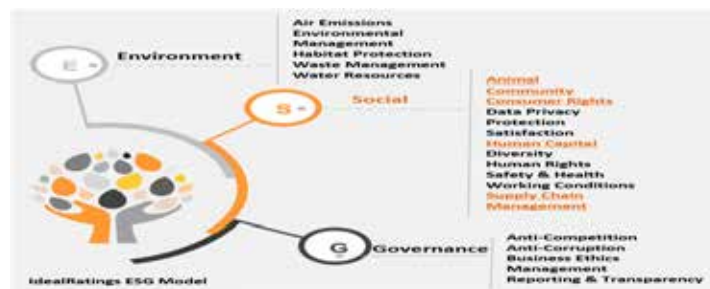 Air Emissions
Environmental
Management
Habitat Protection
Waste Management
Water Resources
E
Environment
S
Social
Animal
Community
Consumer Rights
Data Privacy
Protection
Satisfaction
Human Capital
Diversity
Human Rights
Safety & Health
Working Conditions
Supply Chain
Management
G
Governance
Anti-Competition
Anti-Corruption
Business Ethics
Management
Reporting & Transparency
IdealRatings ESG Model